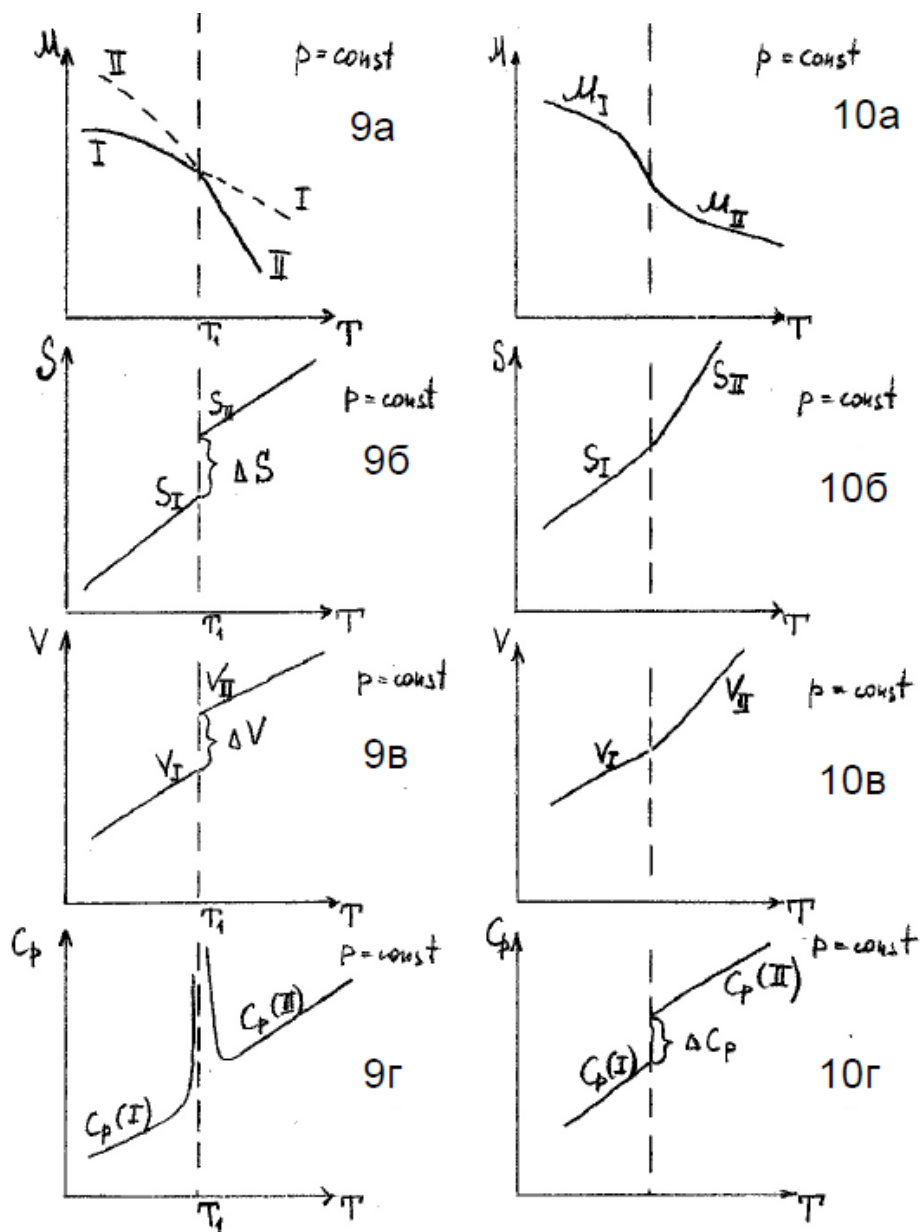 μ
II
p = const
9а
I
I
II
T₁
T
μ
p = const
10а
μ_I
μ_II
T
S
S_II
p = const
9б
ΔS
S_I
T₁
T
S
S_II
p = const
10б
S_I
T
V
V_II
p = const
9в
ΔV
V_I
T₁
T
V
V_II
p = const
10в
V_I
T
C_p
p = const
C_p(II)
9г
C_p(I)
T₁
T
C_p
p = const
C_p(II)
ΔC_p
10г
C_p(I)
T